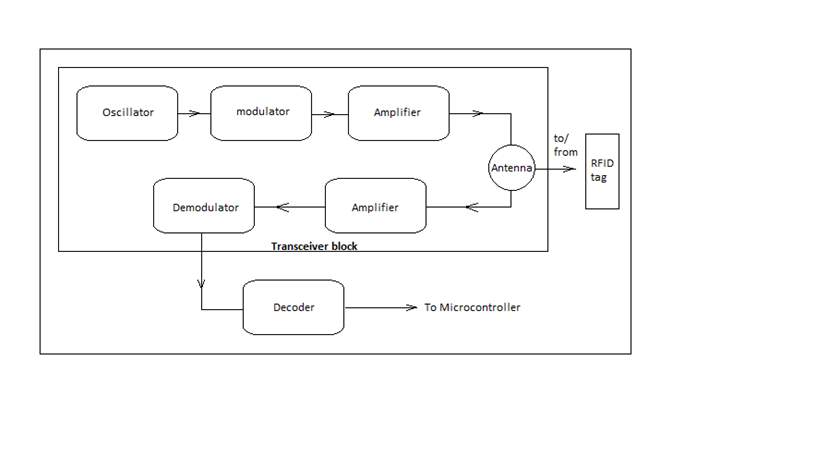 Oscillator
modulator
Amplifier
to/
from
RFID
tag
Antenna
Demodulator
Amplifier
Transceiver block
Decoder
To Microcontroller